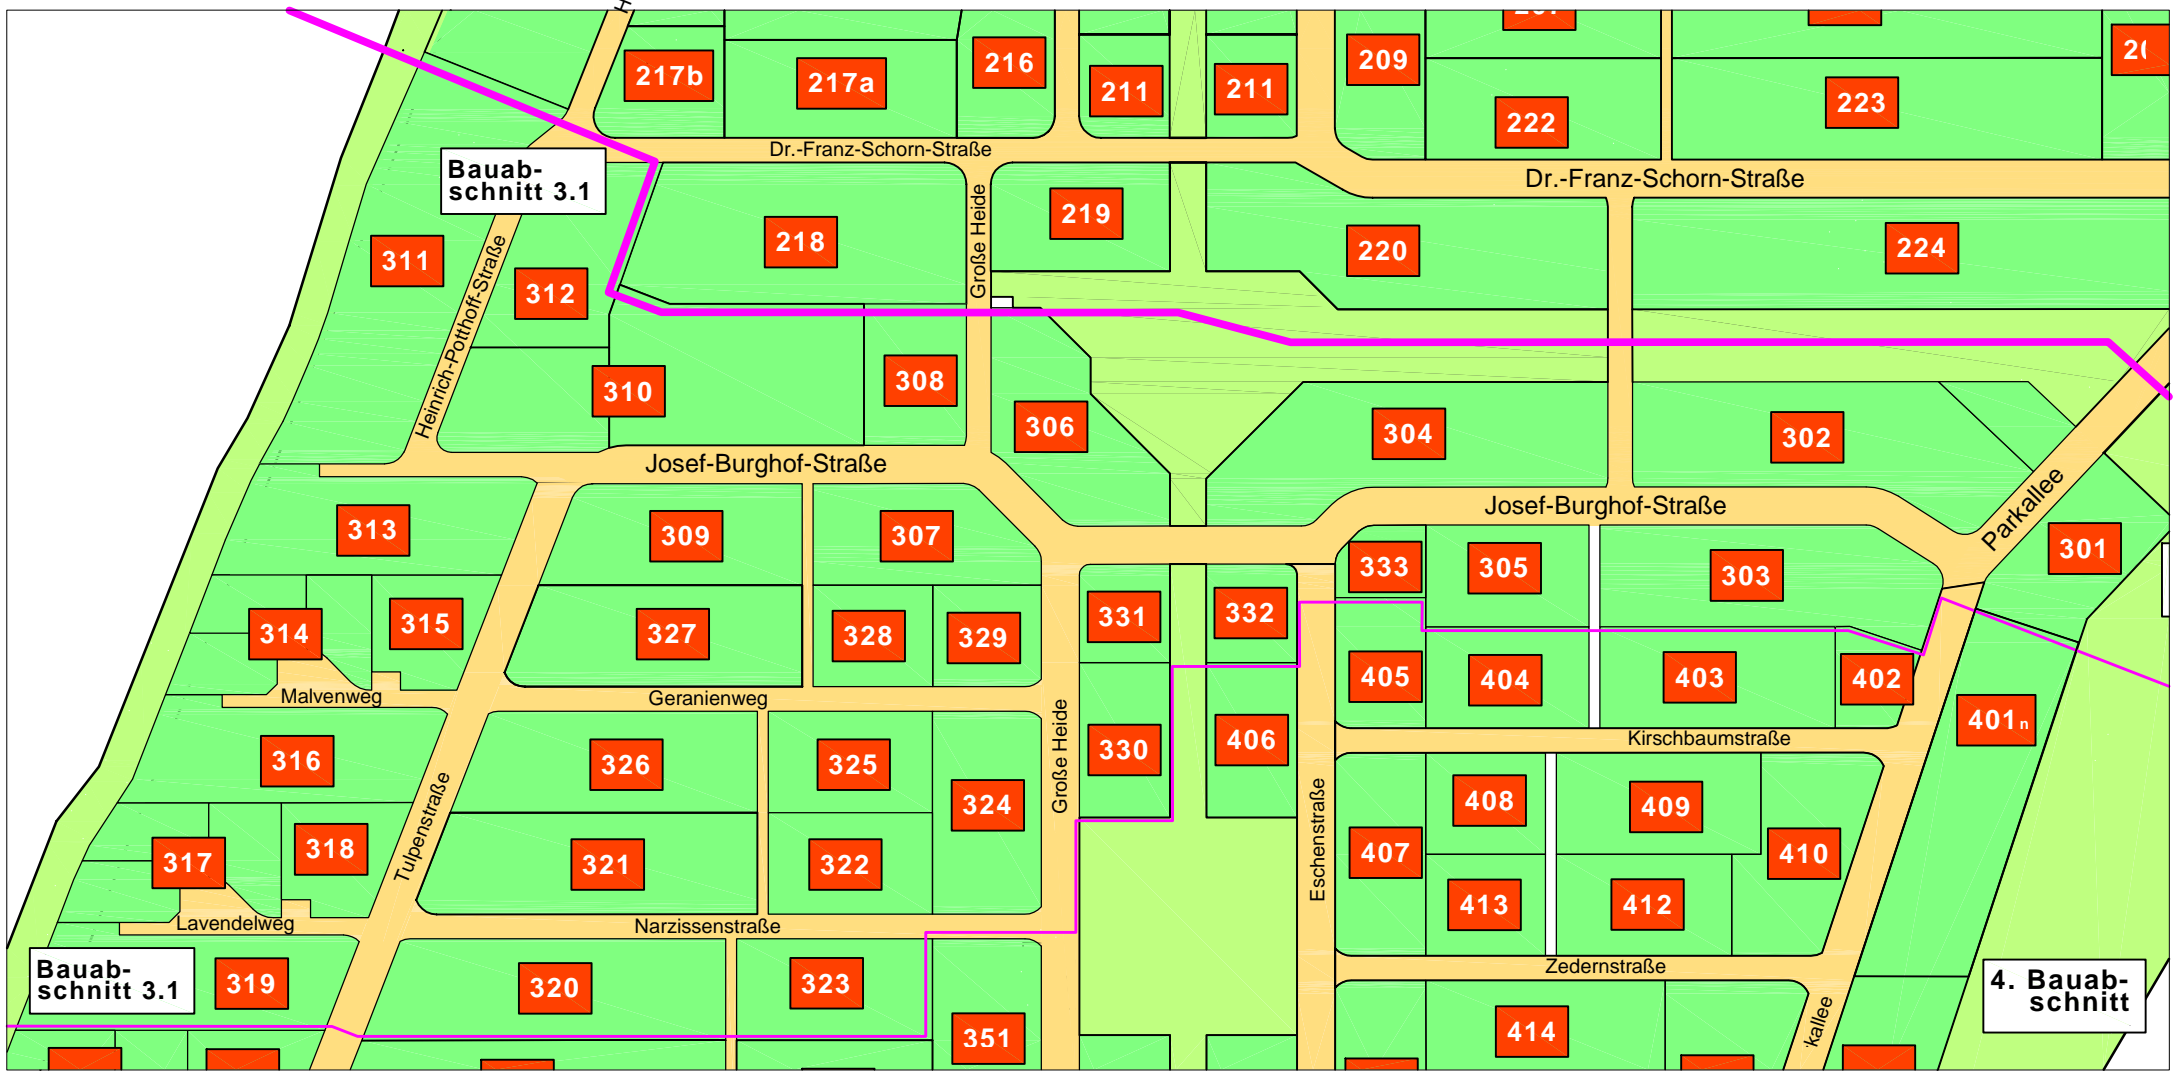 217b
217a
216
211
211
209
222
223
Dr.-Franz-Schorn-Straße
Dr.-Franz-Schorn-Straße
Bauab-
schnitt 3.1
311
312
218
Große Heide
219
220
224
Heinrich-Potthoff-Straße
310
308
306
304
302
Josef-Burghof-Straße
Josef-Burghof-Straße
Parkallee
301
313
309
307
333
305
303
314
315
327
328
329
331
332
405
404
403
402
401n
Malvenweg
Geranienweg
Große Heide
330
406
Kirschbaumstraße
316
326
325
324
Tulpenstraße
Eschenstraße
408
409
407
410
317
318
321
322
413
412
Lavendelweg
Narzissenstraße
Zedernstraße
Bauab-
schnitt 3.1
319
320
323
351
414
kallee
4. Bauab-
schnitt